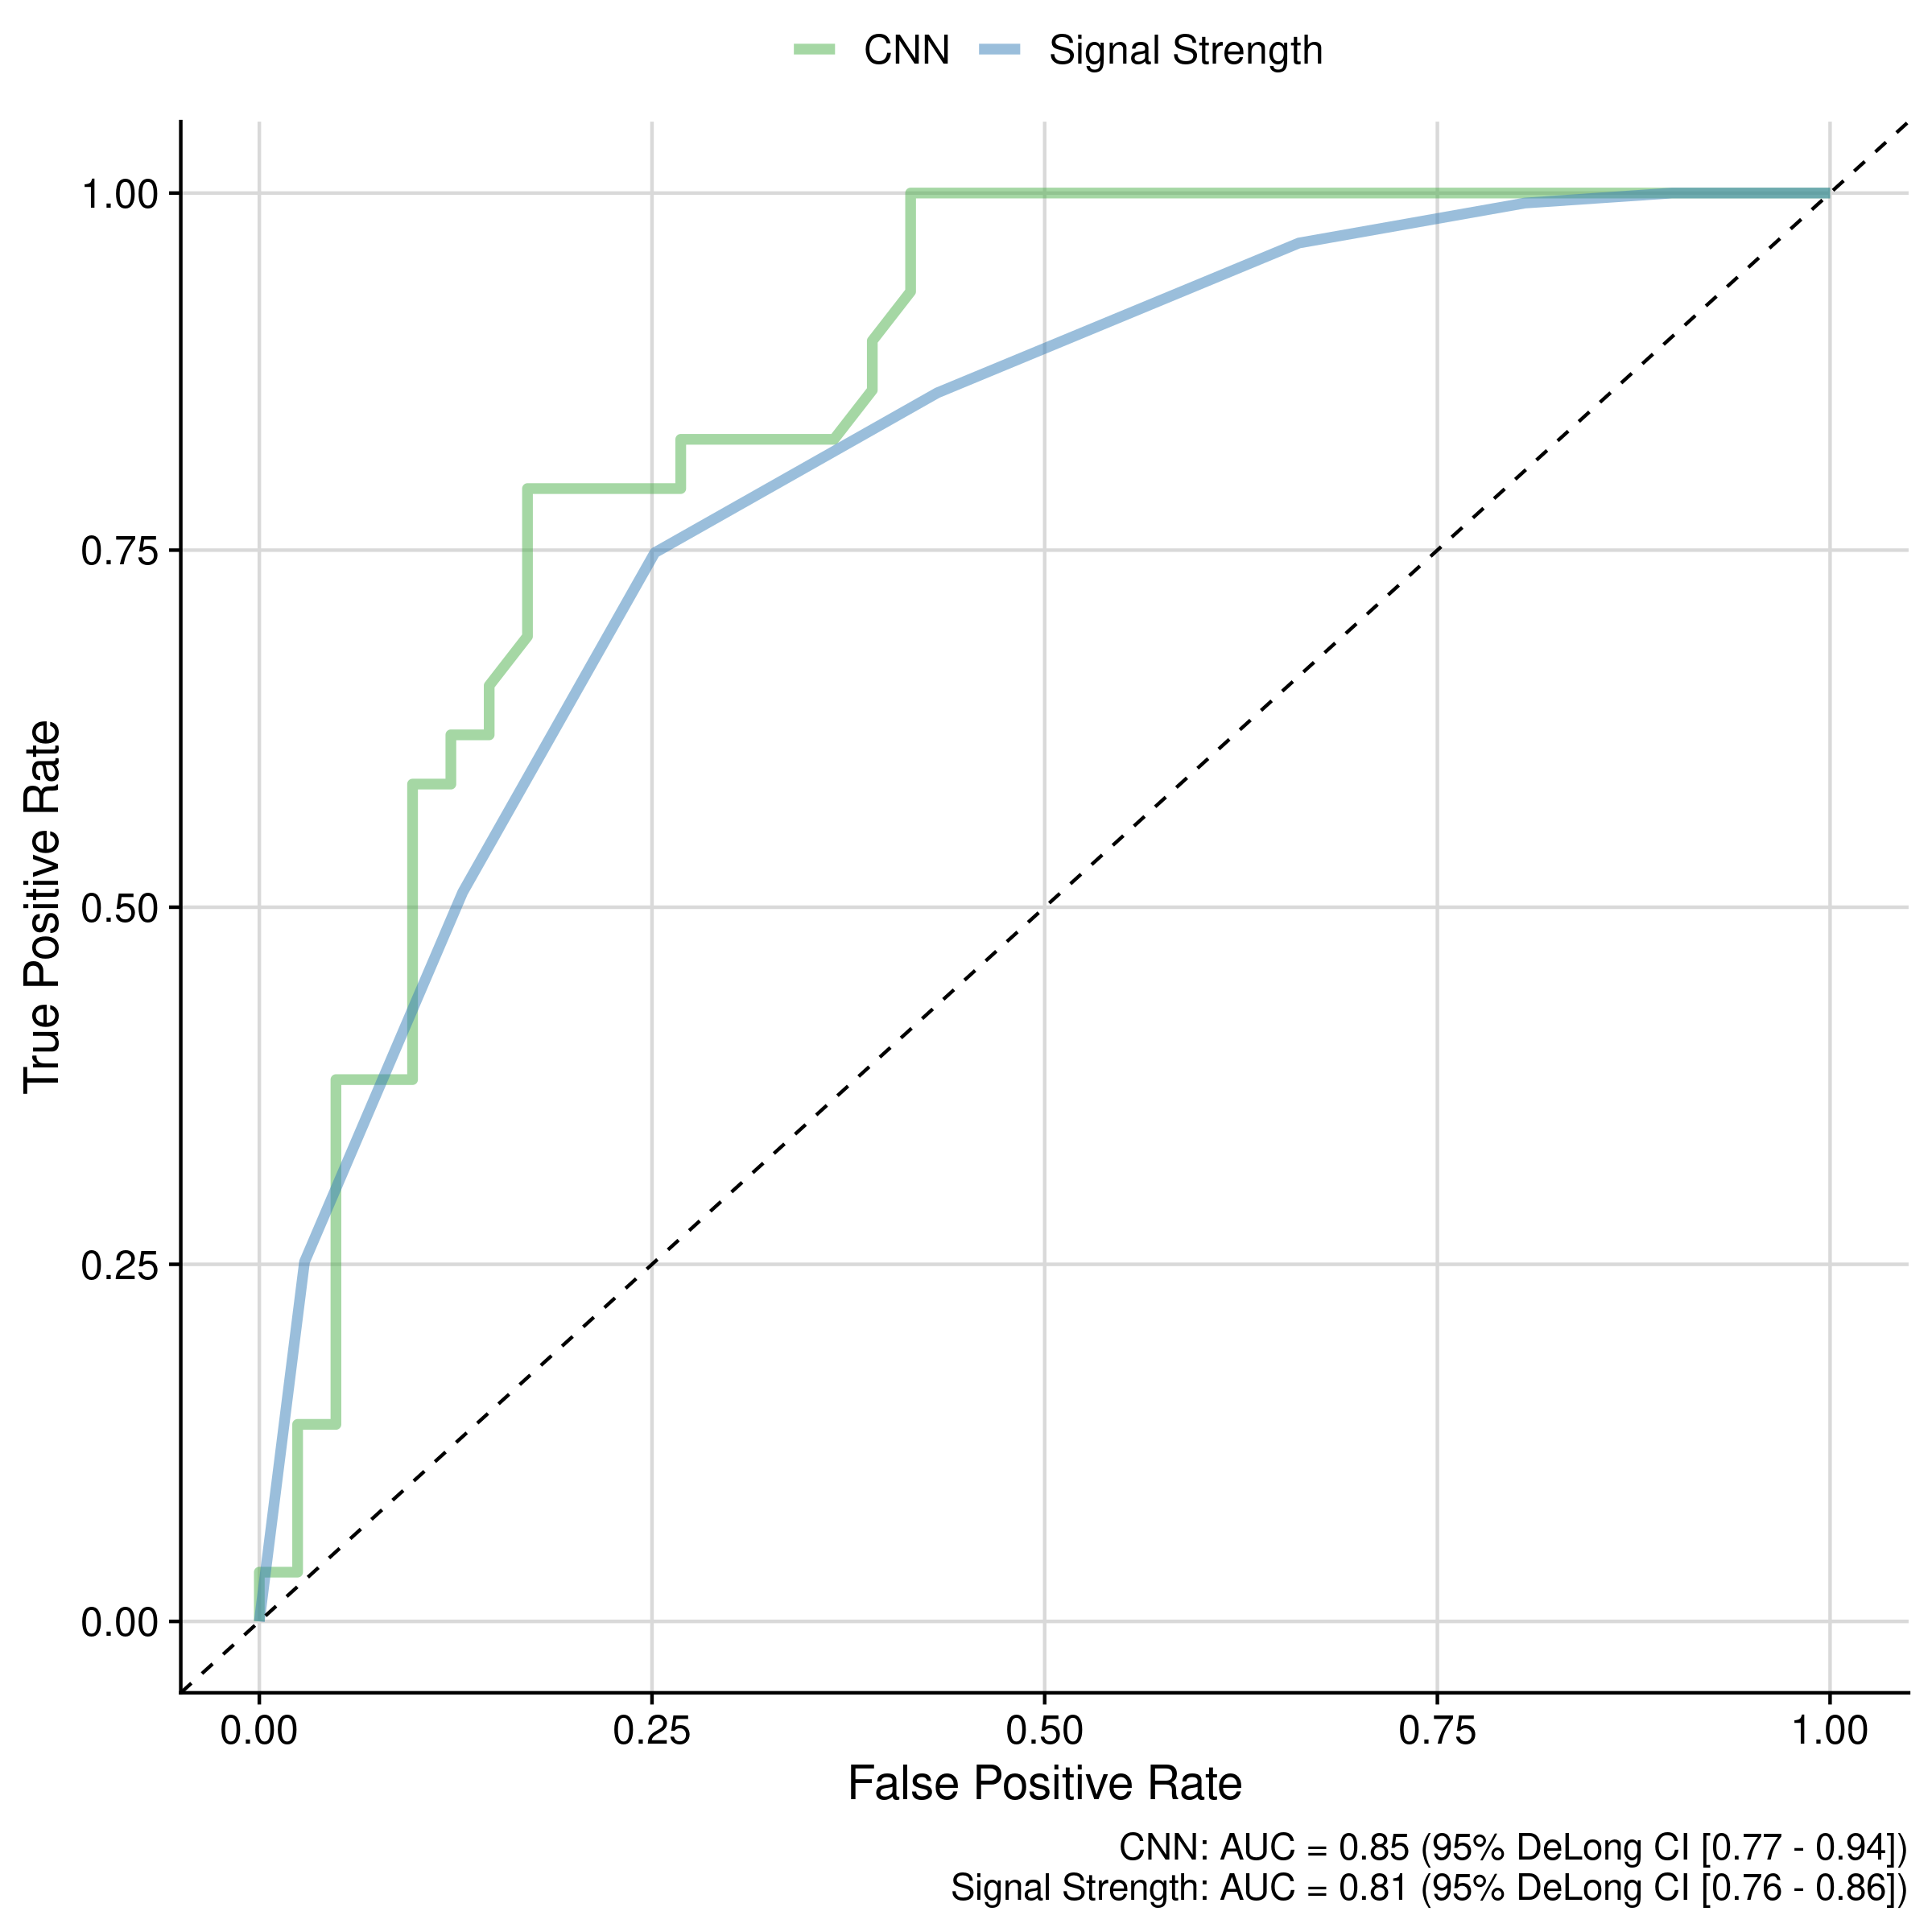 CNN Signal Strength
True Positive Rate
1.00
0.75
0.50
0.25
0.00
0.00 0.25 0.50 0.75 1.00
False Positive Rate
CNN: AUC = 0.85 (95% DeLong CI [0.77 - 0.94])
Signal Strength: AUC = 0.81 (95% DeLong CI [0.76 - 0.86])